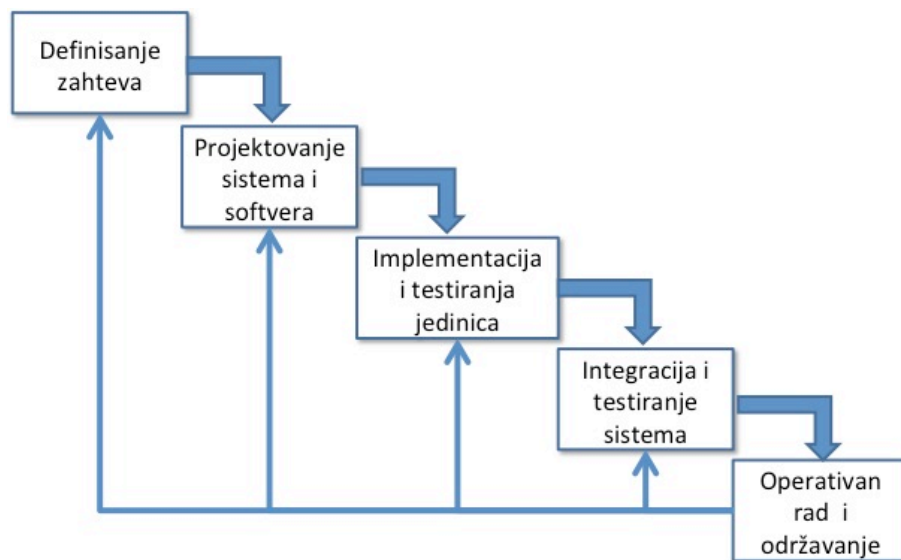 Definisanje
zahteva
Projektovanje
sistema i
softvera
Implementacija
i testiranja
jedinica
Integracija i
testiranje
sistema
Operativan
rad i
održavanje